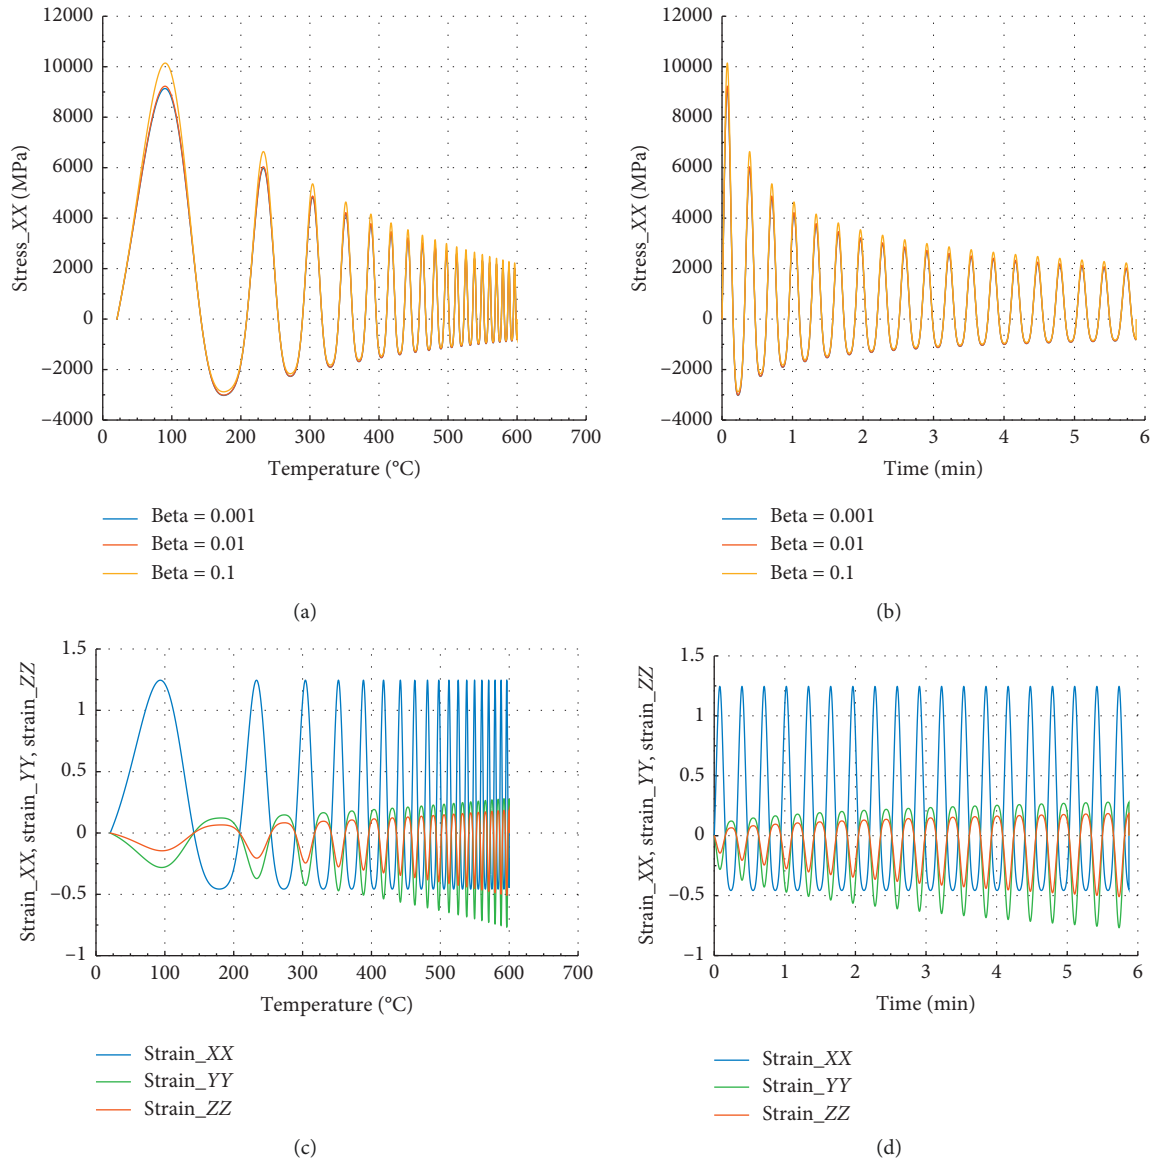 12000
10000
8000
6000
4000
2000
0
−2000
−4000
Stress_XX (MPa)
0 100 200 300 400 500 600 700
Temperature (°C)
Beta = 0.001
Beta = 0.01
Beta = 0.1
(a)
12000
10000
8000
6000
4000
2000
0
−2000
−4000
Stress_XX (MPa)
0 1 2 3 4 5 6
Time (min)
Beta = 0.001
Beta = 0.01
Beta = 0.1
(b)
1.5
1
0.5
0
−0.5
−1
Strain_XX, strain_YY, strain_ZZ
0 100 200 300 400 500 600 700
Temperature (°C)
Strain_XX
Strain_YY
Strain_ZZ
(c)
1.5
1
0.5
0
−0.5
−1
Strain_XX, strain_YY, strain_ZZ
0 1 2 3 4 5 6
Time (min)
Strain_XX
Strain_YY
Strain_ZZ
(d)